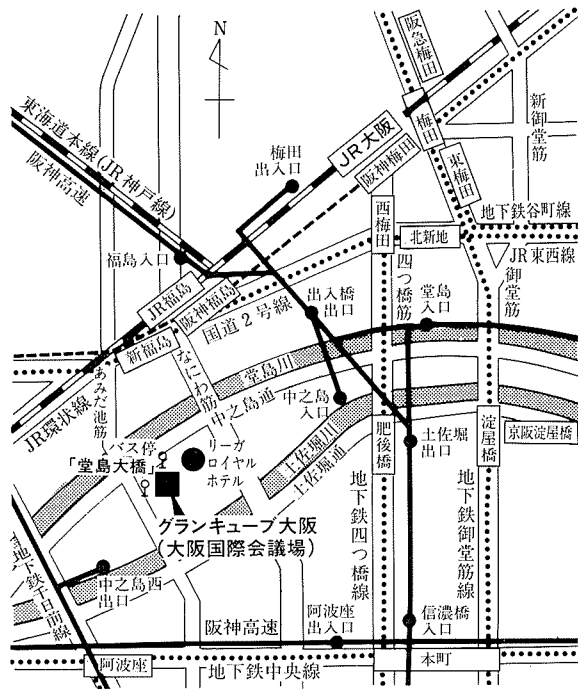 N
阪急梅田
梅田
東梅田
新御堂筋
東海道本線(JR神戸線)
阪神高速
梅田
出入口
JR大阪
阪神梅田
西梅田
四つ橋筋
北新地
地下鉄谷町線
JR東西線
御堂筋
福島入口
JR福島
阪神福島
新福島
国道2号線
出入橋
出口
堂島
入口
あみだ池筋
なにわ筋
堂島川
中之島通
中之島
入口
JR環状線
バス停
「堂島大橋」
リーガ
ロイヤル
ホテル
土佐堀川
土佐堀通
肥後橋
土佐堀
出口
淀屋橋
京阪淀屋橋
グランキューブ大阪
(大阪国際会議場)
地下鉄千日前線
中之島西
出口
地下鉄四つ橋線
地下鉄御堂筋線
阪神高速
阿波座
出入口
信濃橋
入口
阿波座
地下鉄中央線
本町